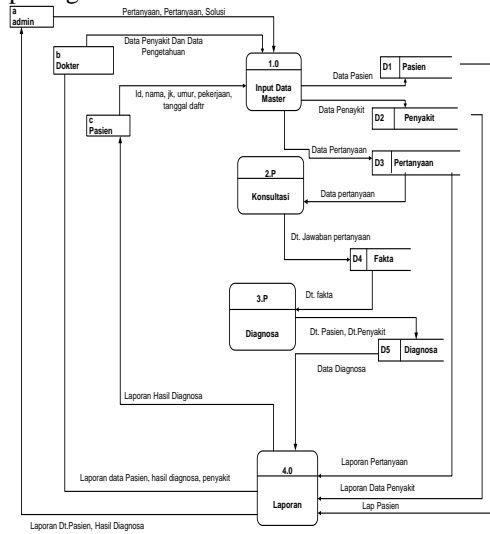 a
admin
Pertanyaan, Pertanyaan, Solusi
b
Dokter
Data Penyakit Dan Data
Pengetahuan
1.0
Input Data
Master
D1 Pasien
Data Pasien
Id, nama, jk, umur, pekerjaan,
tanggal daftr
c
Pasien
Data Penaykit
D2 Penyakit
Data Pertanyaan
D3 Pertanyaan
2.P
Konsultasi
Data pertanyaan
Dt. Jawaban pertanyaan
D4 Fakta
3.P
Diagnosa
Dt. fakta
Dt. Pasien, Dt.Penyakit
D5 Diagnosa
Data Diagnosa
Laporan Hasil Diagnosa
4.0
Laporan
Laporan Pertanyaan
Laporan data Pasien, hasil diagnosa, penyakit
Laporan Data Penyakit
Lap Pasien
Laporan Dt.Pasien, Hasil Diagnosa